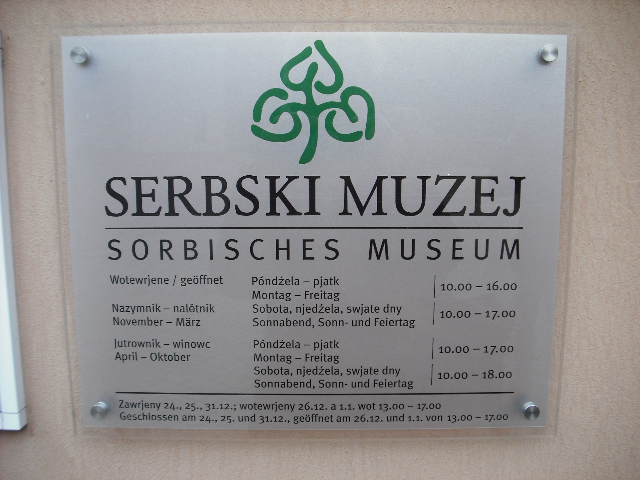 SERBSKI MUZEJ
SORBISCHES MUSEUM
Wotewrjene / geöffnet
Póndźela – pjatk
Montag – Freitag
10.00 – 16.00
Nazymnik – nalětnik
November – März
Sobota, njedźela, swjate dny
Sonnabend, Sonn- und Feiertag
10.00 – 17.00
Jutrownik – winowc
April – Oktober
Póndźela – pjatk
Montag – Freitag
10.00 – 17.00
Sobota, njedźela, swjate dny
Sonnabend, Sonn- und Feiertag
10.00 – 18.00
Zawrjeny 24., 25., 31.12.; wotewrjeny 26.12. a 1.1. wot 13.00 – 17.00
Geschlossen am 24., 25. und 31.12., geöffnet am 26.12. und 1.1. von 13.00 – 17.00